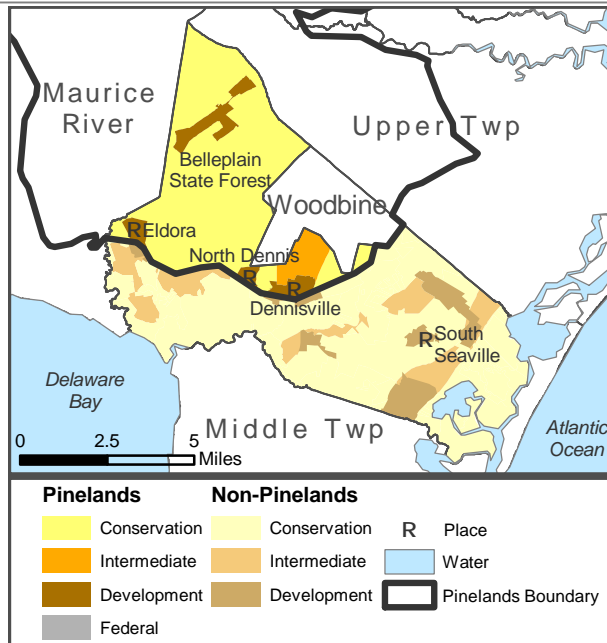 Maurice
River
Upper Twp
Belleplain
State Forest
Woodbine
R Eldora
North Dennis
R
R
Dennisville
R South
Seaville
Delaware
Bay
Middle Twp
Atlantic
Ocean
0 2.5 5
Miles
Pinelands Non-Pinelands
Conservation Conservation R Place
Intermediate Intermediate Water
Development Development Pinelands Boundary
Federal